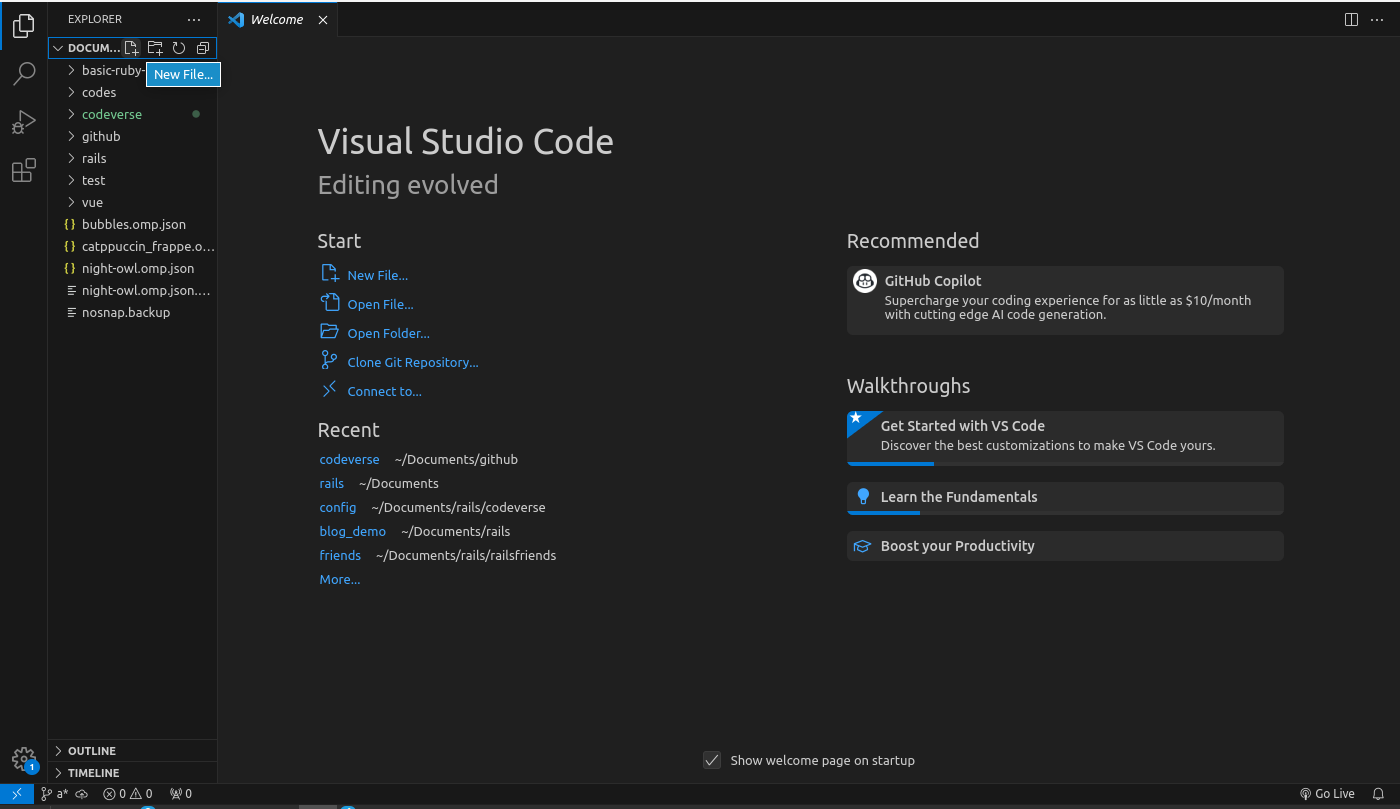 EXPLORER
Welcome
DOCUM...
New File...
basic-ruby-
codes
codeverse
github
rails
test
vue
{} bubbles.omp.json
{} catppuccin_frappe.o...
{} night-owl.omp.json
night-owl.omp.json....
nosnap.backup
OUTLINE
TIMELINE
1
Visual Studio Code
Editing evolved
Start
New File...
Open File...
Open Folder...
Clone Git Repository...
Connect to...
Recent
codeverse ~/Documents/github
rails ~/Documents
config ~/Documents/rails/codeverse
blog_demo ~/Documents/rails
friends ~/Documents/rails/railsfriends
More...
Recommended
GitHub Copilot
Supercharge your coding experience for as little as $10/month
with cutting edge AI code generation.
Walkthroughs
Get Started with VS Code
Discover the best customizations to make VS Code yours.
Learn the Fundamentals
Boost your Productivity
Show welcome page on startup
a* 0 0 0 Go Live